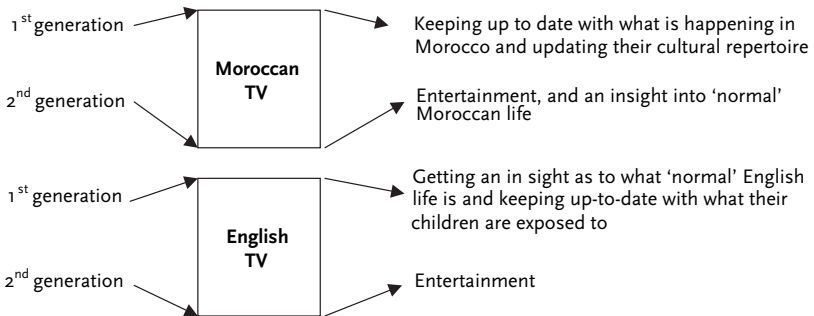 1st generation
Keeping up to date with what is happening in
Morocco and updating their cultural repertoire
Moroccan
TV
2nd generation
Entertainment, and an insight into ‘normal’
Moroccan life
1st generation
Getting an in sight as to what ‘normal’ English
life is and keeping up-to-date with what their
children are exposed to
English
TV
2nd generation
Entertainment